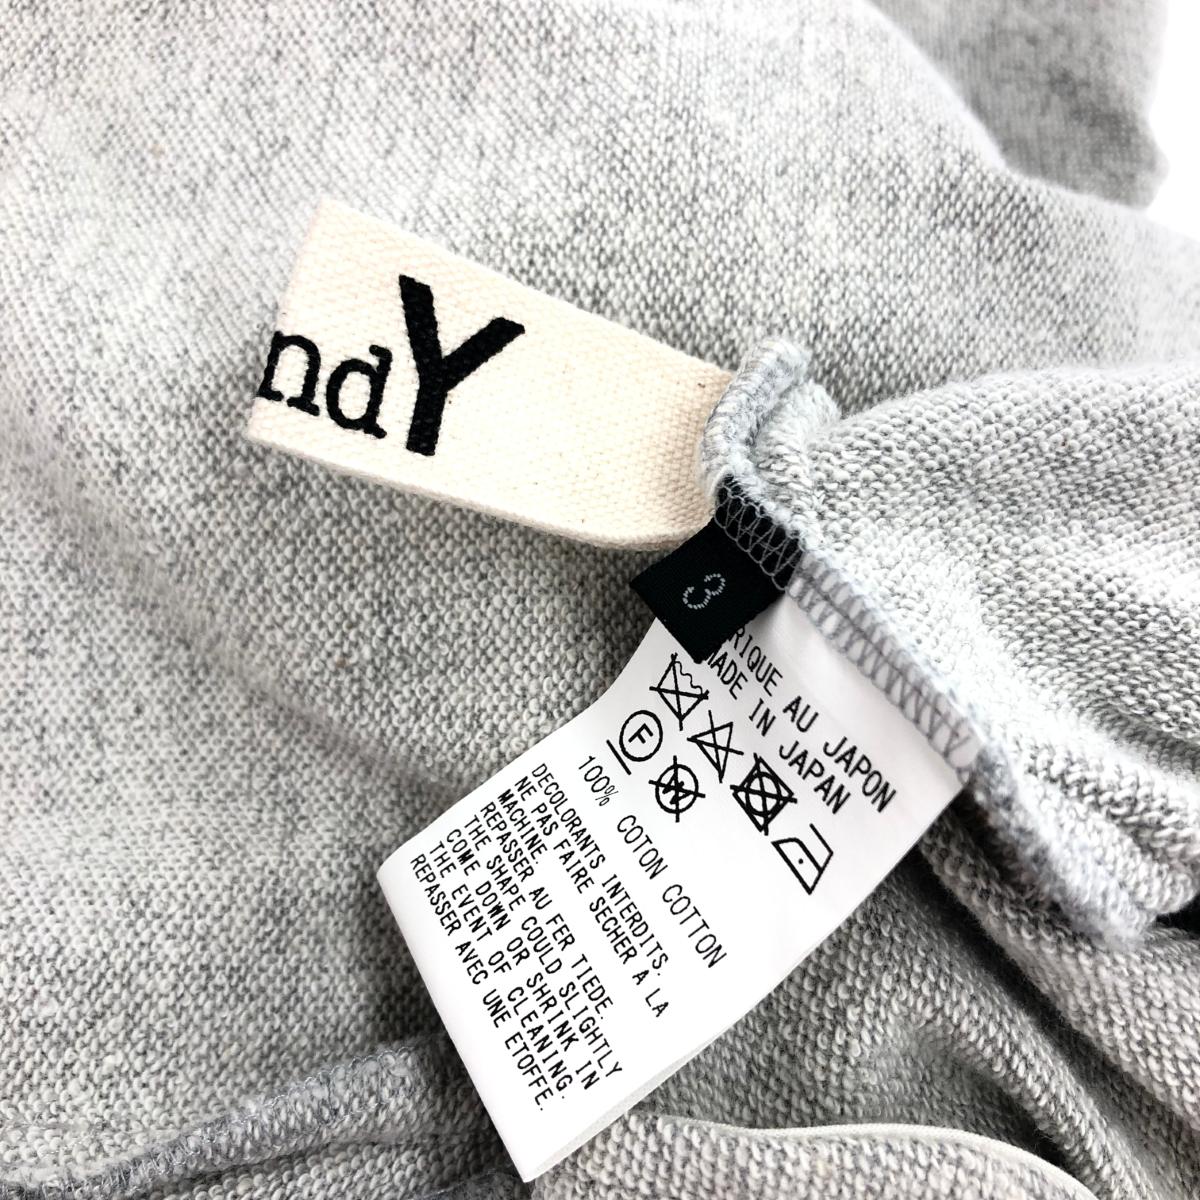 ndY
3
RIQUE AU JAPON
MADE IN JAPAN
F
W
100% COTON COTTON
DECOLORANTS INTERDITS.
NE PAS FAIRE SECHER A LA
MACHINE.
REPASSER AU FER TIEDE.
THE SHAPE COULD SLIGHTLY
COME DOWN OR SHRINK IN
THE EVENT OF CLEANING.
REPASSER AVEC UNE ETOFFE.